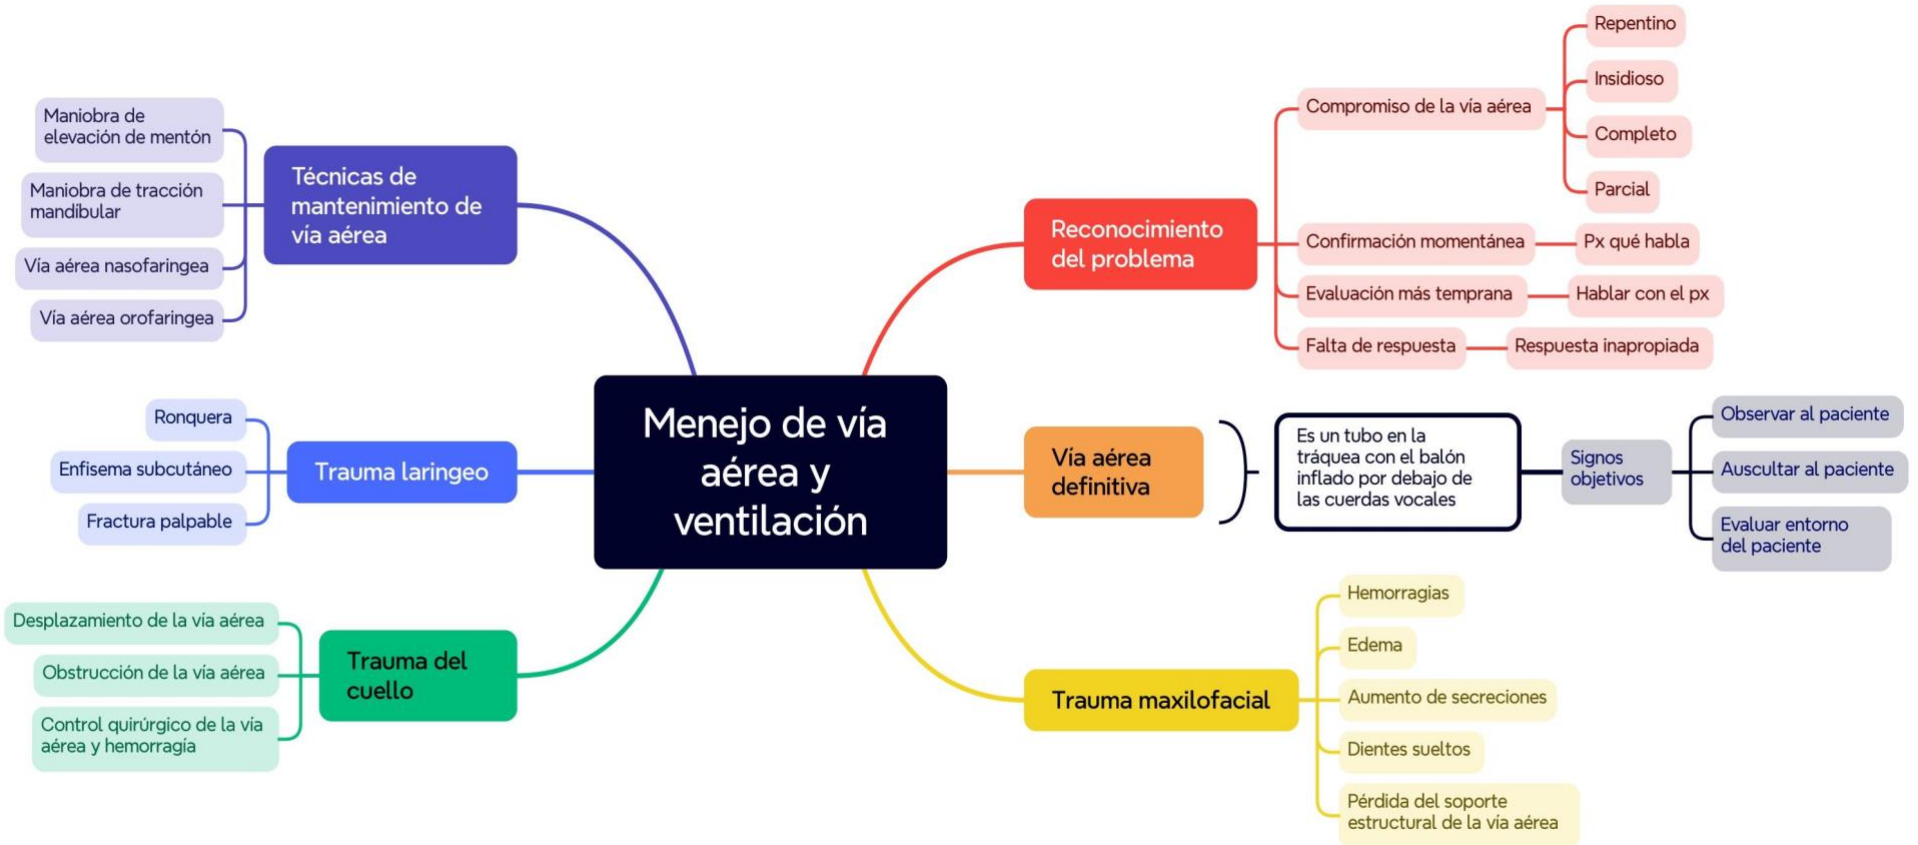 Menejo de vía
aérea y
ventilación
Técnicas de
mantenimiento de
vía aérea
Maniobra de
elevación de mentón
Maniobra de tracción
mandíbular
Vía aérea nasofaringea
Vía aérea orofaringea
Trauma laringeo
Ronquera
Enfisema subcutáneo
Fractura palpable
Trauma del
cuello
Desplazamiento de la vía aérea
Obstrucción de la vía aérea
Control quirúrgico de la vía
aérea y hemorragía
Reconocimiento
del problema
Compromiso de la vía aérea
Repentino
Insidioso
Completo
Parcial
Confirmación momentánea
Px qué habla
Evaluación más temprana
Hablar con el px
Falta de respuesta
Respuesta inapropiada
Vía aérea
definitiva
Es un tubo en la
tráquea con el balón
inflado por debajo de
las cuerdas vocales
Signos
objetivos
Observar al paciente
Auscultar al paciente
Evaluar entorno
del paciente
Trauma maxilofacial
Hemorragias
Edema
Aumento de secreciones
Dientes sueltos
Pérdida del soporte
estructural de la vía aérea